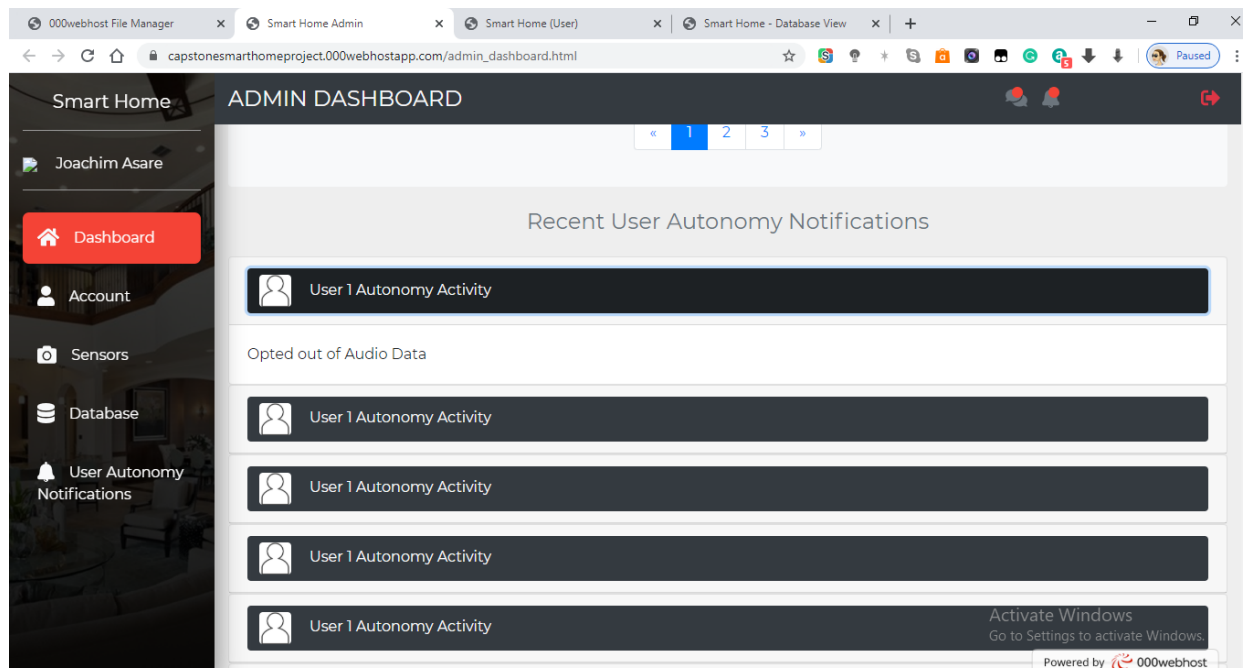 000webhost File Manager
Smart Home Admin
Smart Home (User)
Smart Home - Database View
capstonesmarthomeproject.000webhostapp.com/admin_dashboard.html
Paused
Smart Home
ADMIN DASHBOARD
« 1 2 3 »
Joachim Asare
Recent User Autonomy Notifications
Dashboard
Account
Sensors
Database
User Autonomy
Notifications
User 1 Autonomy Activity
Opted out of Audio Data
User 1 Autonomy Activity
User 1 Autonomy Activity
User 1 Autonomy Activity
User 1 Autonomy Activity
Activate Windows
Go to Settings to activate Windows.
Powered by 000webhost